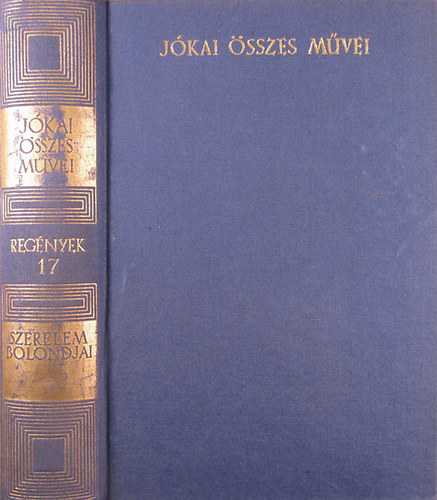 JÓKAI ÖSSZES MŰVEI
JÓKAI
ÖSSZES
MŰVEI
REGÉNYEK
17
SZERELEM
BOLONDJAI